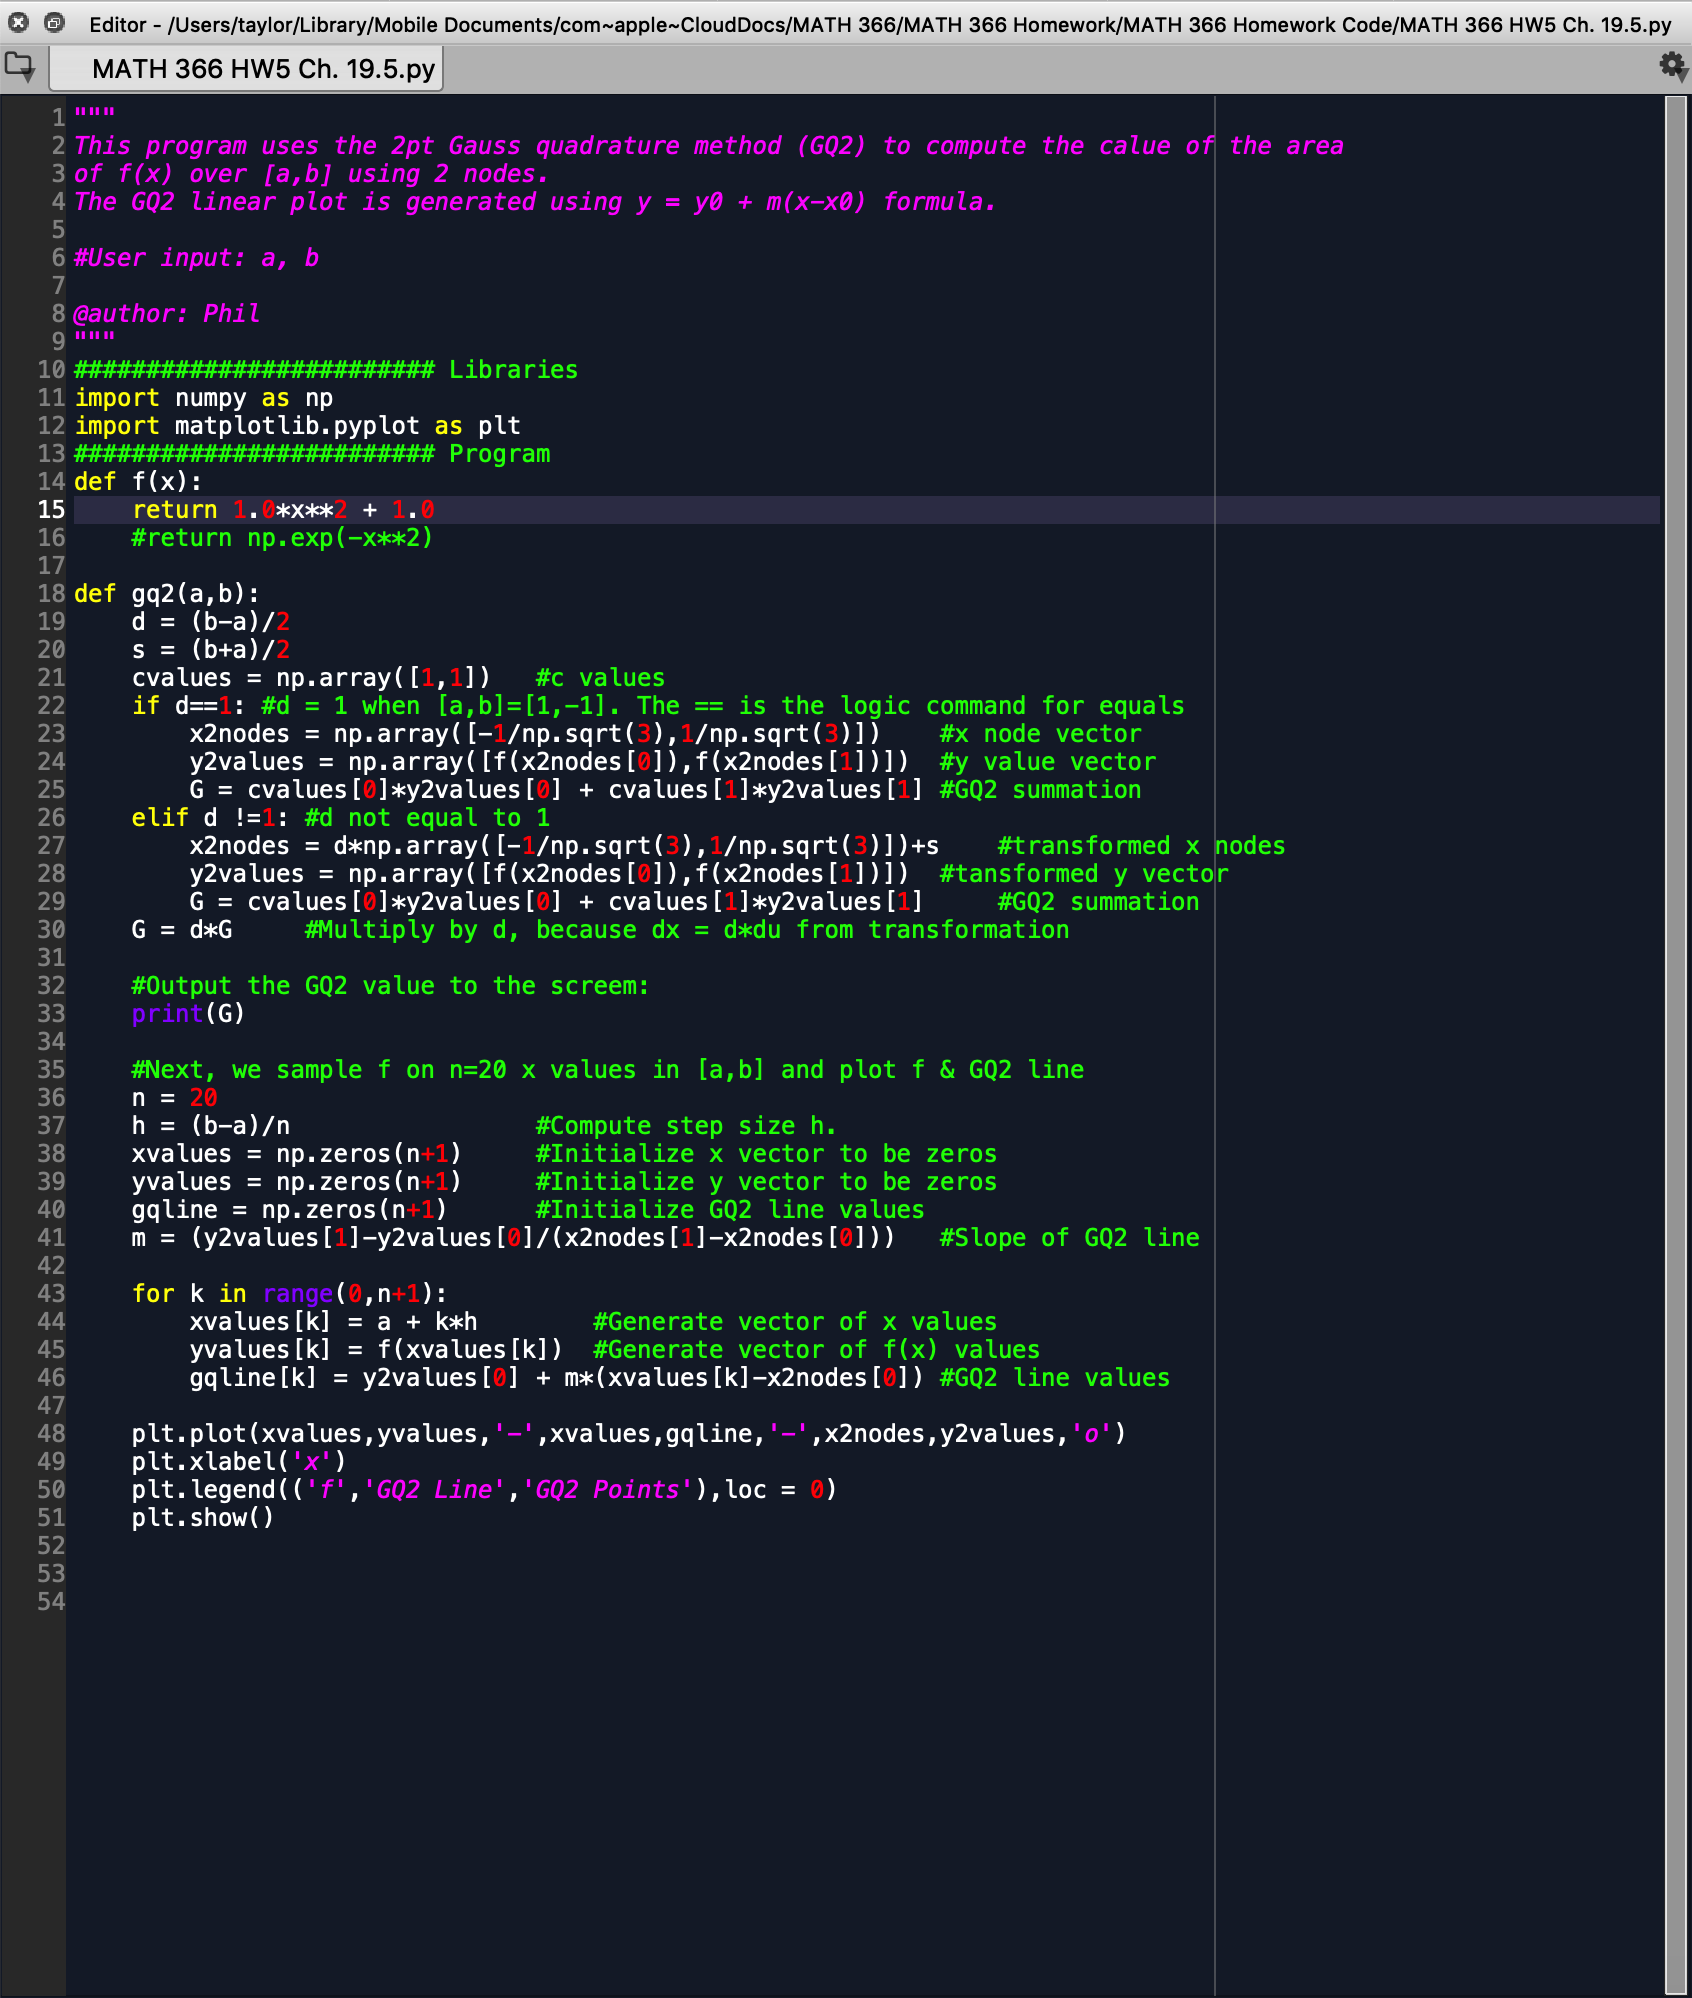 Editor - /Users/taylor/Library/Mobile Documents/com~apple~CloudDocs/MATH 366/MATH 366 Homework/MATH 366 Homework Code/MATH 366 HW5 Ch. 19.5.py
MATH 366 HW5 Ch. 19.5.py
1 """
2 This program uses the 2pt Gauss quadrature method (GQ2) to compute the calue of the area
3 of f(x) over [a,b] using 2 nodes.
4 The GQ2 linear plot is generated using y = y0 + m(x-x0) formula.
5
6 #User input: a, b
7
8 @author: Phil
9 """
10 ######################### Libraries
11 import numpy as np
12 import matplotlib.pyplot as plt
13 ######################### Program
14 def f(x):
15     return 1.0*x**2 + 1.0
16     #return np.exp(-x**2)
17
18 def gq2(a,b):
19     d = (b-a)/2
20     s = (b+a)/2
21     cvalues = np.array([1,1])   #c values
22     if d==1: #d = 1 when [a,b]=[1,-1]. The == is the logic command for equals
23         x2nodes = np.array([-1/np.sqrt(3),1/np.sqrt(3)])    #x node vector
24         y2values = np.array([f(x2nodes[0]),f(x2nodes[1])])  #y value vector
25         G = cvalues[0]*y2values[0] + cvalues[1]*y2values[1] #GQ2 summation
26     elif d !=1: #d not equal to 1
27         x2nodes = d*np.array([-1/np.sqrt(3),1/np.sqrt(3)])+s    #transformed x nodes
28         y2values = np.array([f(x2nodes[0]),f(x2nodes[1])])  #tansformed y vector
29         G = cvalues[0]*y2values[0] + cvalues[1]*y2values[1]     #GQ2 summation
30     G = d*G     #Multiply by d, because dx = d*du from transformation
31
32     #Output the GQ2 value to the screem:
33     print(G)
34
35     #Next, we sample f on n=20 x values in [a,b] and plot f & GQ2 line
36     n = 20
37     h = (b-a)/n                 #Compute step size h.
38     xvalues = np.zeros(n+1)     #Initialize x vector to be zeros
39     yvalues = np.zeros(n+1)     #Initialize y vector to be zeros
40     gqline = np.zeros(n+1)      #Initialize GQ2 line values
41     m = (y2values[1]-y2values[0]/(x2nodes[1]-x2nodes[0]))   #Slope of GQ2 line
42
43     for k in range(0,n+1):
44         xvalues[k] = a + k*h        #Generate vector of x values
45         yvalues[k] = f(xvalues[k])  #Generate vector of f(x) values
46         gqline[k] = y2values[0] + m*(xvalues[k]-x2nodes[0]) #GQ2 line values
47
48     plt.plot(xvalues,yvalues,'-',xvalues,gqline,'-',x2nodes,y2values,'o')
49     plt.xlabel('x')
50     plt.legend(('f','GQ2 Line','GQ2 Points'),loc = 0)
51     plt.show()
52
53
54